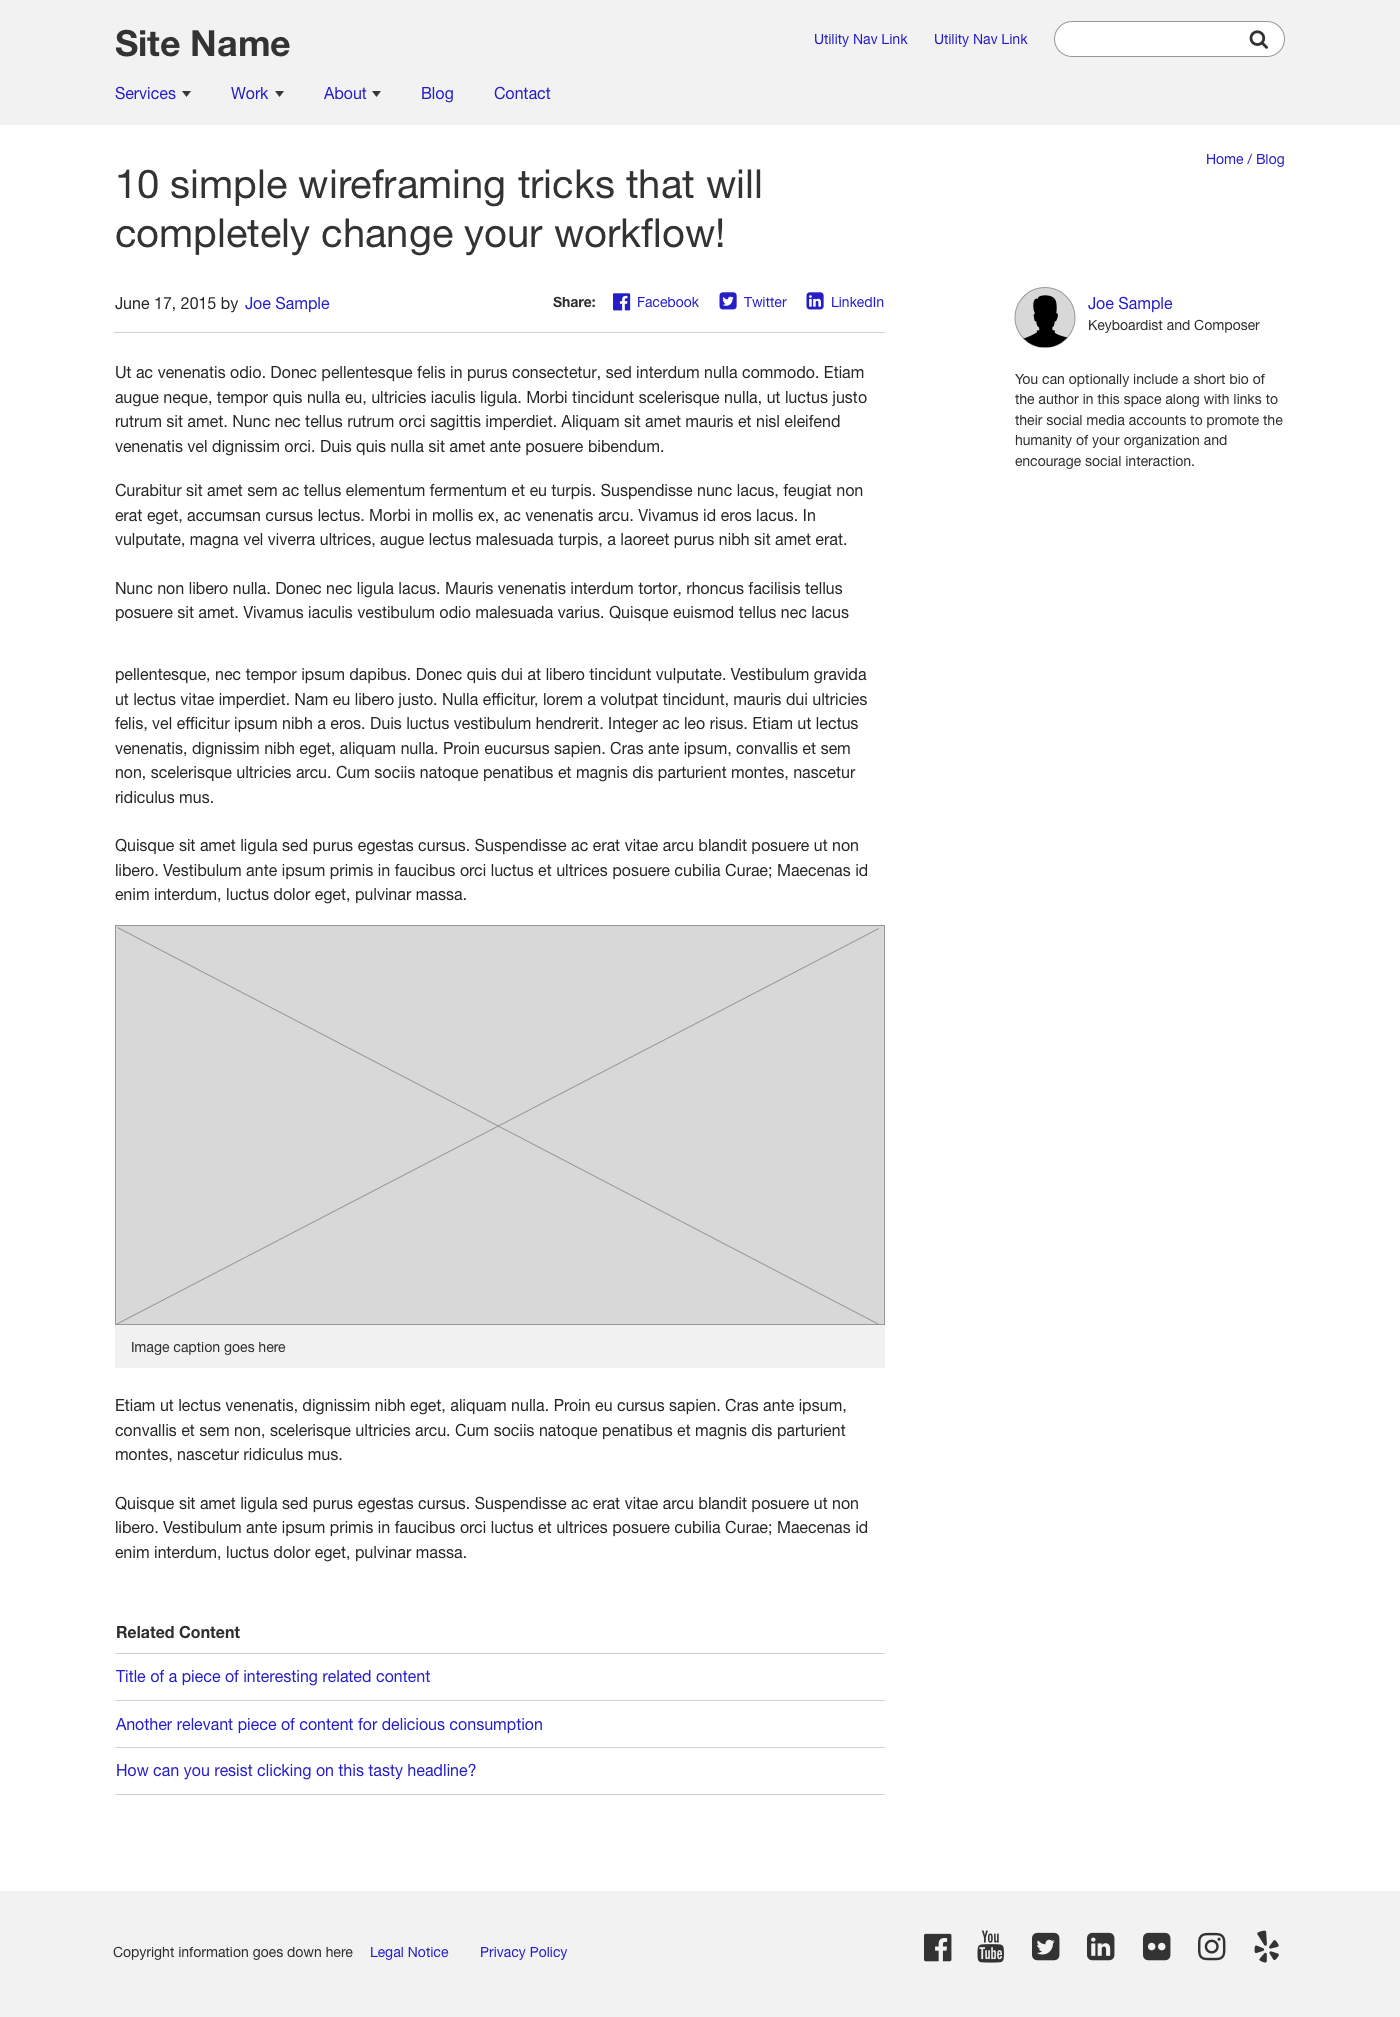 Site Name
Utility Nav Link
Utility Nav Link
Services
Work
About
Blog
Contact
Home / Blog
10 simple wireframing tricks that will
completely change your workflow!
June 17, 2015 by Joe Sample
Share: Facebook Twitter LinkedIn
Joe Sample
Keyboardist and Composer
You can optionally include a short bio of
the author in this space along with links to
their social media accounts to promote the
humanity of your organization and
encourage social interaction.
Ut ac venenatis odio. Donec pellentesque felis in purus consectetur, sed interdum nulla commodo. Etiam
augue neque, tempor quis nulla eu, ultricies iaculis ligula. Morbi tincidunt scelerisque nulla, ut luctus justo
rutrum sit amet. Nunc nec tellus rutrum orci sagittis imperdiet. Aliquam sit amet mauris et nisl eleifend
venenatis vel dignissim orci. Duis quis nulla sit amet ante posuere bibendum.
Curabitur sit amet sem ac tellus elementum fermentum et eu turpis. Suspendisse nunc lacus, feugiat non
erat eget, accumsan cursus lectus. Morbi in mollis ex, ac venenatis arcu. Vivamus id eros lacus. In
vulputate, magna vel viverra ultrices, augue lectus malesuada turpis, a laoreet purus nibh sit amet erat.
Nunc non libero nulla. Donec nec ligula lacus. Mauris venenatis interdum tortor, rhoncus facilisis tellus
posuere sit amet. Vivamus iaculis vestibulum odio malesuada varius. Quisque euismod tellus nec lacus
pellentesque, nec tempor ipsum dapibus. Donec quis dui at libero tincidunt vulputate. Vestibulum gravida
ut lectus vitae imperdiet. Nam eu libero justo. Nulla efficitur, lorem a volutpat tincidunt, mauris dui ultricies
felis, vel efficitur ipsum nibh a eros. Duis luctus vestibulum hendrerit. Integer ac leo risus. Etiam ut lectus
venenatis, dignissim nibh eget, aliquam nulla. Proin eucursus sapien. Cras ante ipsum, convallis et sem
non, scelerisque ultricies arcu. Cum sociis natoque penatibus et magnis dis parturient montes, nascetur
ridiculus mus.
Quisque sit amet ligula sed purus egestas cursus. Suspendisse ac erat vitae arcu blandit posuere ut non
libero. Vestibulum ante ipsum primis in faucibus orci luctus et ultrices posuere cubilia Curae; Maecenas id
enim interdum, luctus dolor eget, pulvinar massa.
Image caption goes here
Etiam ut lectus venenatis, dignissim nibh eget, aliquam nulla. Proin eu cursus sapien. Cras ante ipsum,
convallis et sem non, scelerisque ultricies arcu. Cum sociis natoque penatibus et magnis dis parturient
montes, nascetur ridiculus mus.
Quisque sit amet ligula sed purus egestas cursus. Suspendisse ac erat vitae arcu blandit posuere ut non
libero. Vestibulum ante ipsum primis in faucibus orci luctus et ultrices posuere cubilia Curae; Maecenas id
enim interdum, luctus dolor eget, pulvinar massa.
Related Content
Title of a piece of interesting related content
Another relevant piece of content for delicious consumption
How can you resist clicking on this tasty headline?
Copyright information goes down here
Legal Notice
Privacy Policy
You
Tube
in